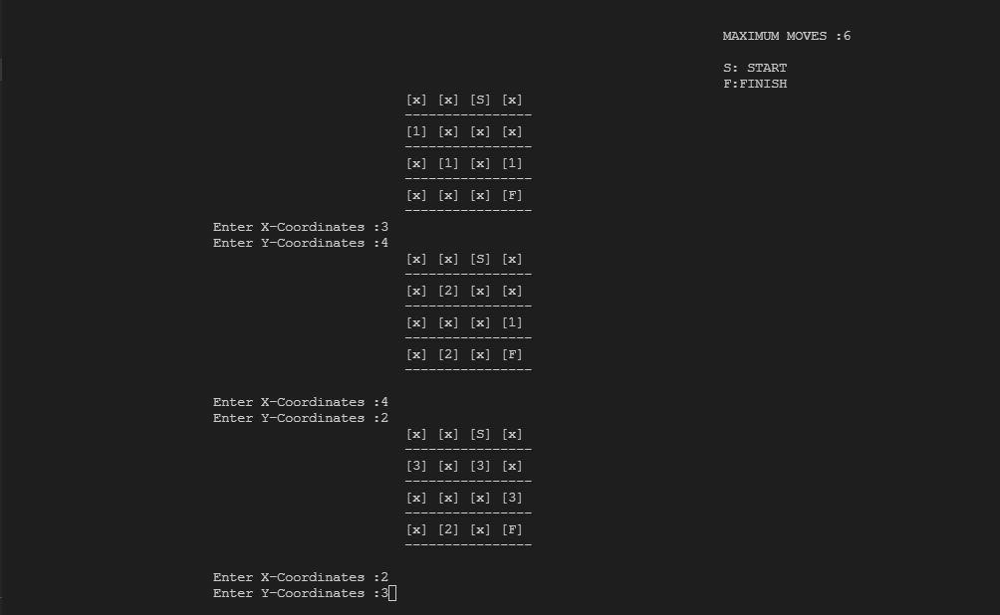 MAXIMUM MOVES :6
S: START
F:FINISH
[x] [x] [S] [x]
----------------
[1] [x] [x] [x]
----------------
[x] [1] [x] [1]
----------------
[x] [x] [x] [F]
----------------
Enter X-Coordinates :3
Enter Y-Coordinates :4
[x] [x] [S] [x]
----------------
[x] [2] [x] [x]
----------------
[x] [x] [x] [1]
----------------
[x] [2] [x] [F]
----------------
Enter X-Coordinates :4
Enter Y-Coordinates :2
[x] [x] [S] [x]
----------------
[3] [x] [3] [x]
----------------
[x] [x] [x] [3]
----------------
[x] [2] [x] [F]
----------------
Enter X-Coordinates :2
Enter Y-Coordinates :3